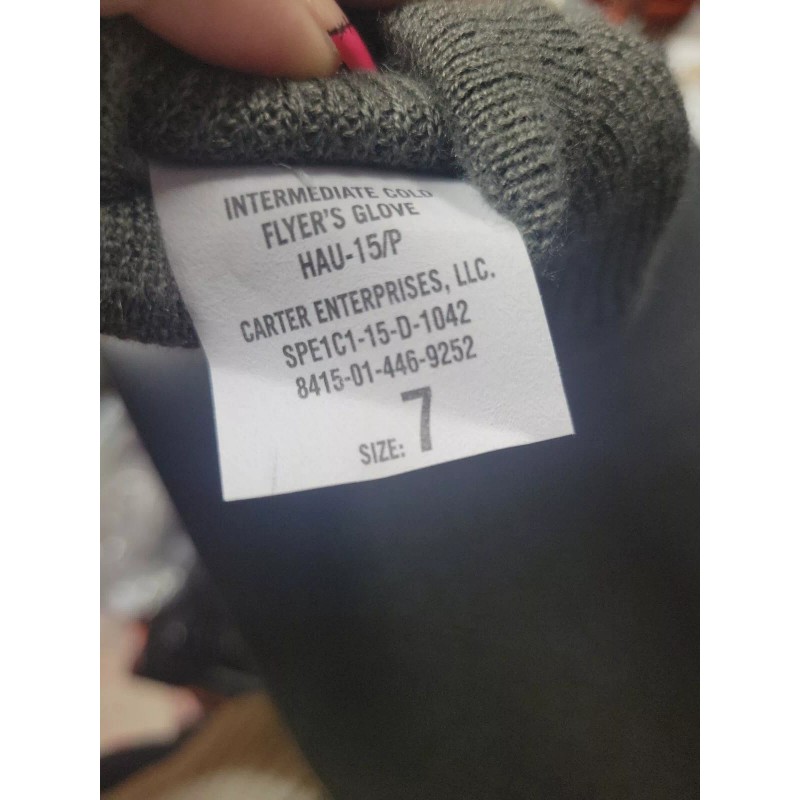 INTERMEDIATE COLD
FLYER'S GLOVE
HAU-15/P
CARTER ENTERPRISES, LLC.
SPE1C1-15-D-1042
8415-01-446-9252
SIZE: 7